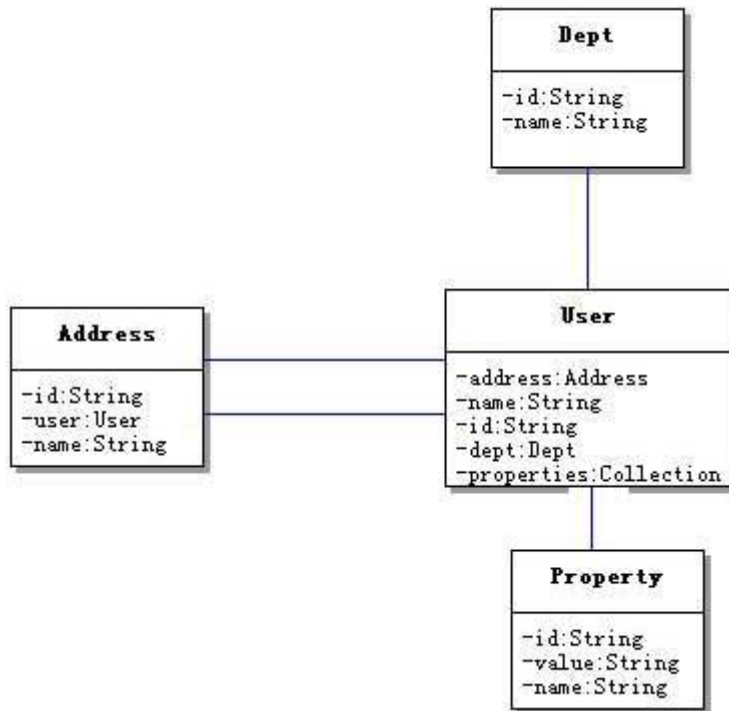 Dept
-id:String
-name:String
Address
-id:String
-user:User
-name:String
User
-address:Address
-name:String
-id:String
-dept:Dept
-properties:Collection
Property
-id:String
-value:String
-name:String